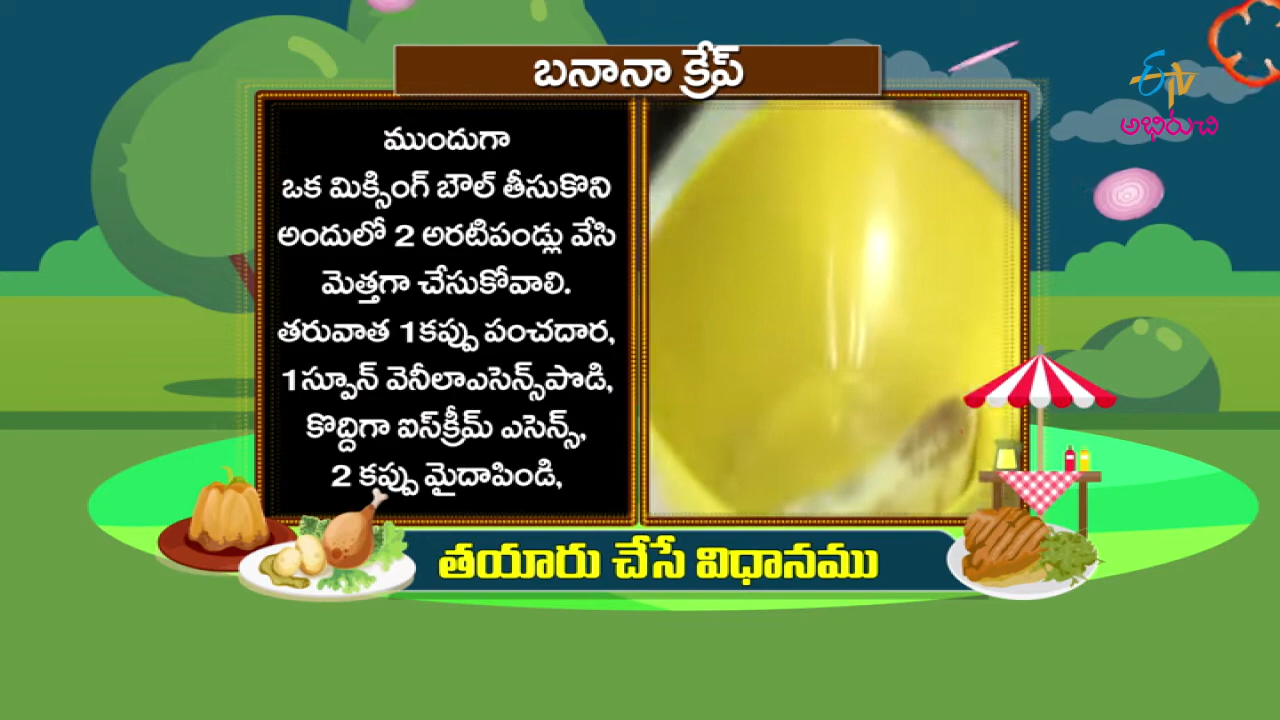 బనానా క్రేప్
ETV
అభిరుచి
ముందుగా
ఒక మిక్సింగ్ బౌల్ తీసుకొని
అందులో 2 అరటిపండ్లు వేసి
మెత్తగా చేసుకోవాలి.
తరువాత 1కప్పు పంచదార,
1స్పూన్ వెనీలాఎసెన్స్‌పొడి,
కొద్దిగా ఐస్‌క్రీమ్ ఎసెన్స్,
2 కప్పు మైదాపిండి,
తయారు చేసే విధానము